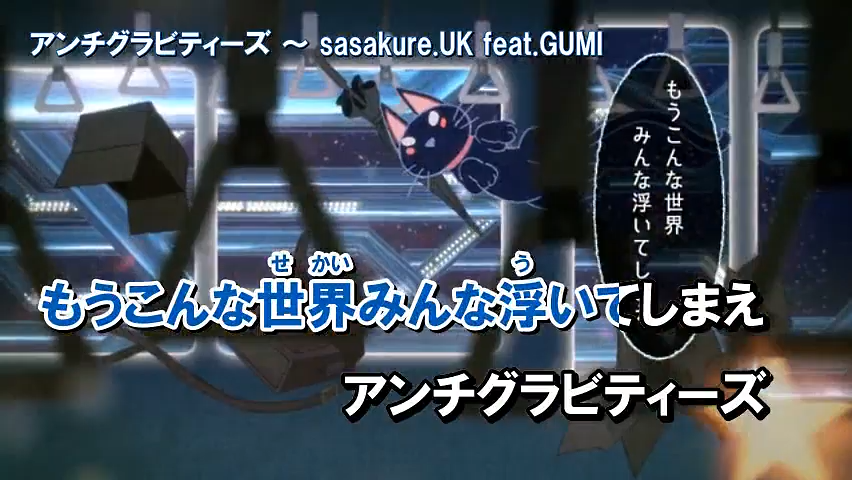 アンチグラビティーズ ～ sasakure.UK feat.GUMI
もうこんな世界
みんな浮いてし
せ かい う
もうこんな世界みんな浮いてしまえ
アンチグラビティーズ